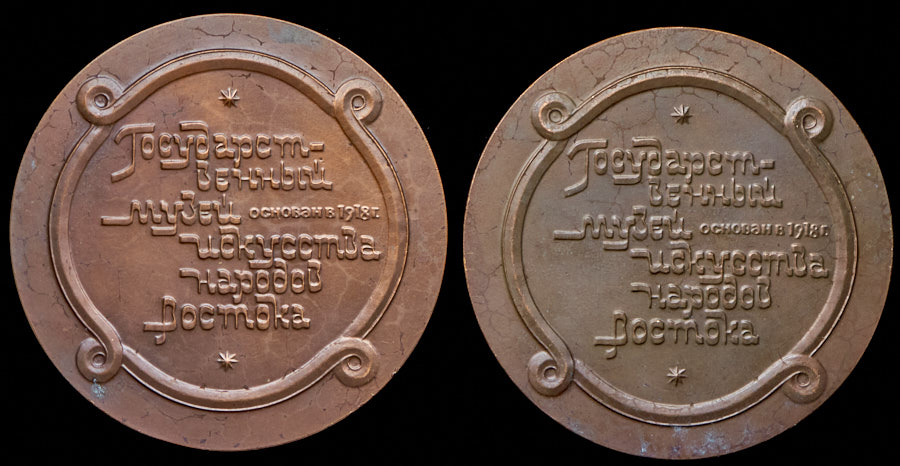 Государст-
венный
музей основан в 1918 г.
искусства
народов
Востока
Государст-
венный
музей основан в 1918 г.
искусства
народов
Востока